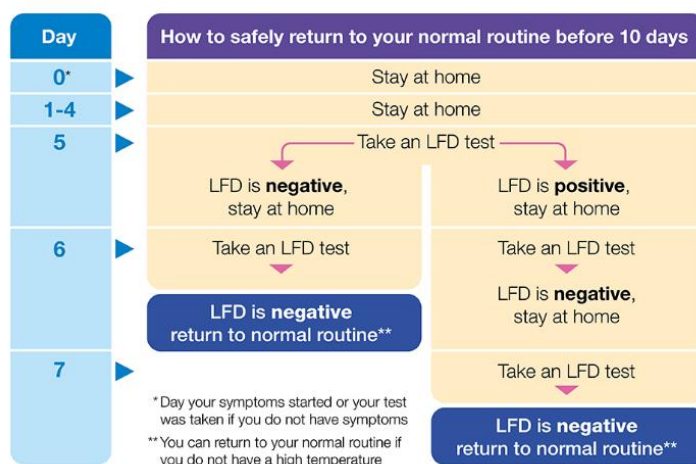 Day
How to safely return to your normal routine before 10 days
0*
Stay at home
1-4
Stay at home
5
Take an LFD test
LFD is negative,
stay at home
LFD is positive,
stay at home
6
Take an LFD test
LFD is negative
return to normal routine**
Take an LFD test
LFD is negative,
stay at home
7
Take an LFD test
LFD is negative
return to normal routine**
* Day your symptoms started or your test
was taken if you do not have symptoms
** You can return to your normal routine if
you do not have a high temperature